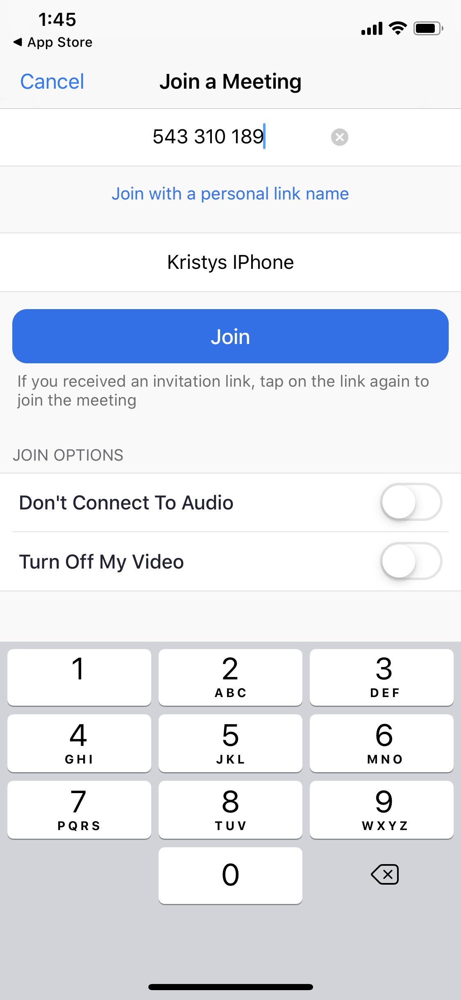 1:45
◀ App Store
Cancel
Join a Meeting
543 310 189
Join with a personal link name
Kristys IPhone
Join
If you received an invitation link, tap on the link again to
join the meeting
JOIN OPTIONS
Don't Connect To Audio
Turn Off My Video
1 2 3
ABC DEF
4 5 6
GHI JKL MNO
7 8 9
PQRS TUV WXYZ
0